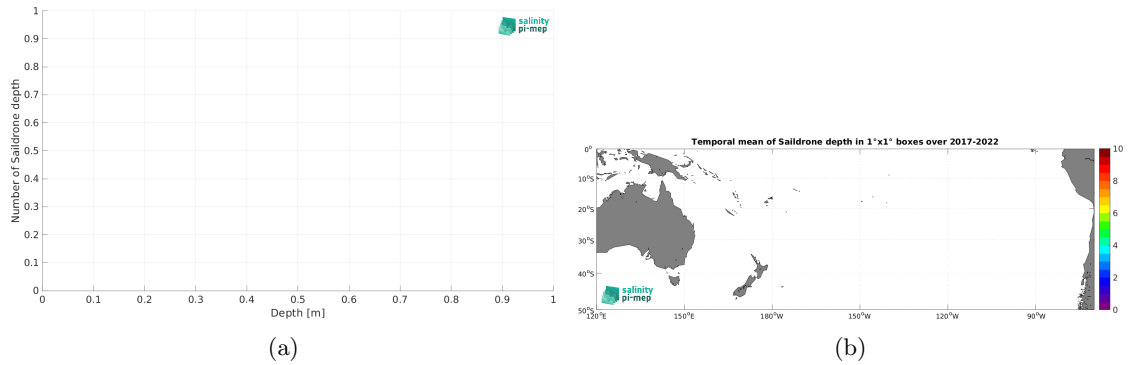 1
0.9
0.8
0.7
0.6
0.5
0.4
0.3
0.2
0.1
0
Number of Saildrone depth
0 0.1 0.2 0.3 0.4 0.5 0.6 0.7 0.8 0.9 1
Depth [m]
salinity
pi-mep
(a)
Temporal mean of Saildrone depth in 1°x1° boxes over 2017-2022
0°
10°S
20°S
30°S
40°S
50°S
120°E 150°E 180°W 150°W 120°W 90°W
salinity
pi-mep
10
8
6
4
2
0
(b)